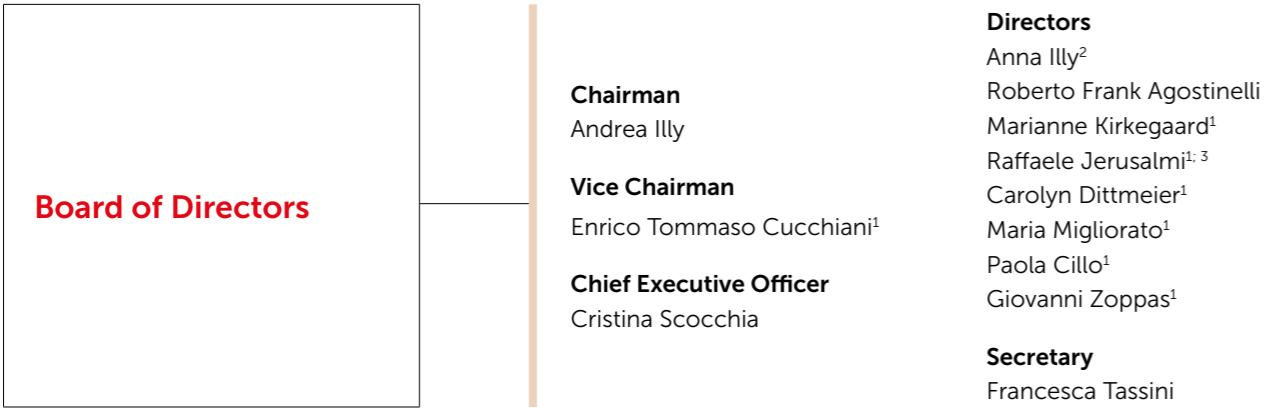 Board of Directors
Chairman
Andrea Illy
Vice Chairman
Enrico Tommaso Cucchiani¹
Chief Executive Officer
Cristina Scocchia
Directors
Anna Illy²
Roberto Frank Agostinelli
Marianne Kirkegaard¹
Raffaele Jerusalmi¹; ³
Carolyn Dittmeier¹
Maria Migliorato¹
Paola Cillo¹
Giovanni Zoppas¹
Secretary
Francesca Tassini